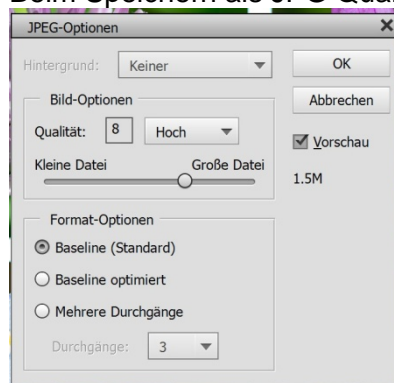 JPEG-Optionen
Hintergrund: Keiner
OK
Bild-Optionen
Abbrechen
Qualität: 8 Hoch
Vorschau
Kleine Datei Große Datei
1.5M
Format-Optionen
Baseline (Standard)
Baseline optimiert
Mehrere Durchgänge
Durchgänge: 3